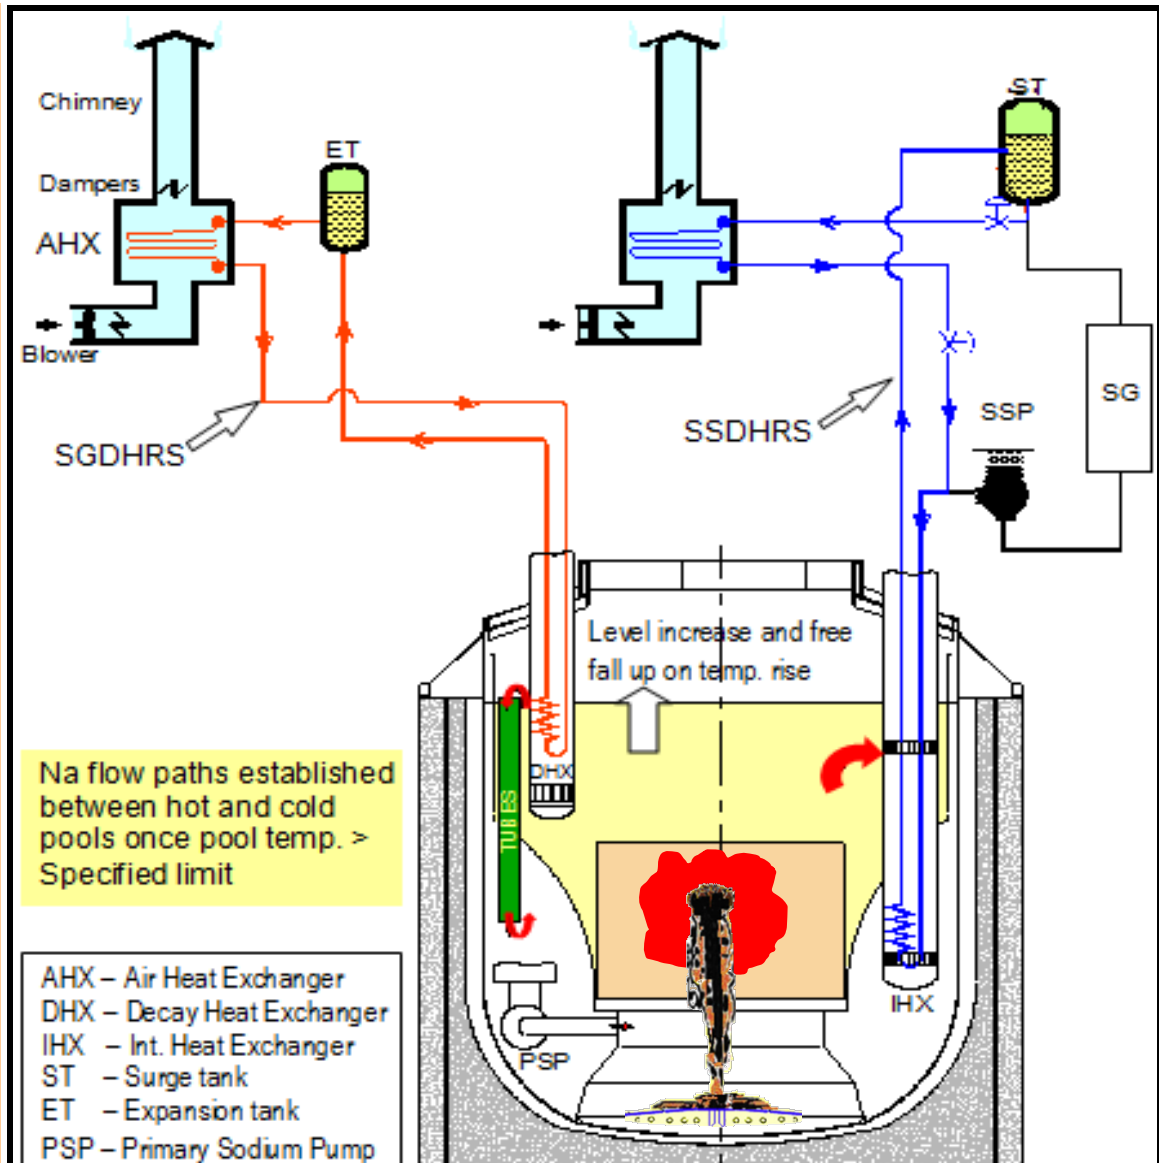 Chimney
Dampers
AHX
Blower
ET
SGDHRS
ST
SSDHRS
SSP
SG
Level increase and free
fall up on temp. rise
DHX
TUBES
Na flow paths established
between hot and cold
pools once pool temp. >
Specified limit
IHX
PSP
AHX – Air Heat Exchanger
DHX – Decay Heat Exchanger
IHX – Int. Heat Exchanger
ST – Surge tank
ET – Expansion tank
PSP – Primary Sodium Pump